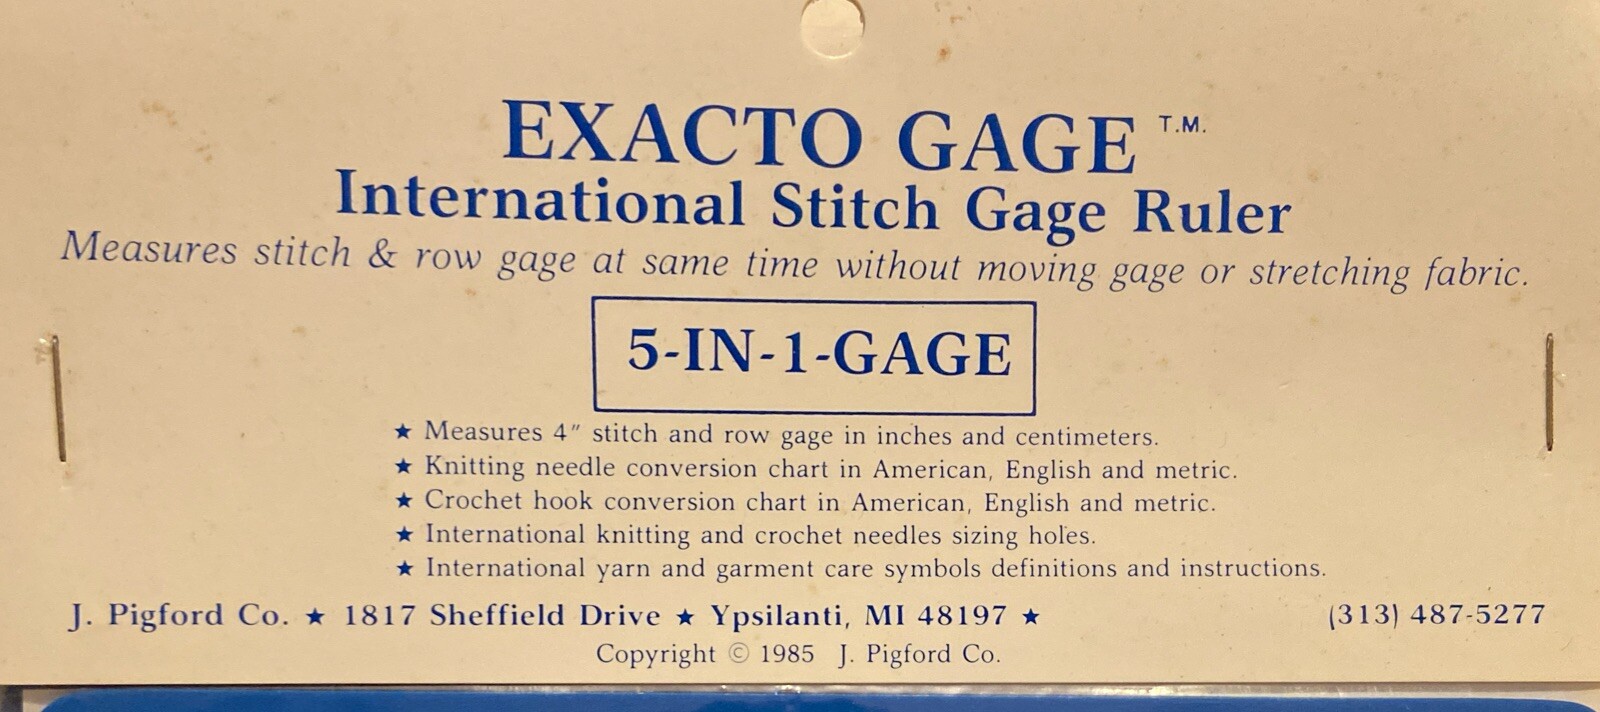 EXACTO GAGE T.M.
International Stitch Gage Ruler
Measures stitch & row gage at same time without moving gage or stretching fabric.
5-IN-1-GAGE
★ Measures 4" stitch and row gage in inches and centimeters.
★ Knitting needle conversion chart in American, English and metric.
★ Crochet hook conversion chart in American, English and metric.
★ International knitting and crochet needles sizing holes.
★ International yarn and garment care symbols definitions and instructions.
J. Pigford Co. ★ 1817 Sheffield Drive ★ Ypsilanti, MI 48197 ★ (313) 487-5277
Copyright © 1985 J. Pigford Co.